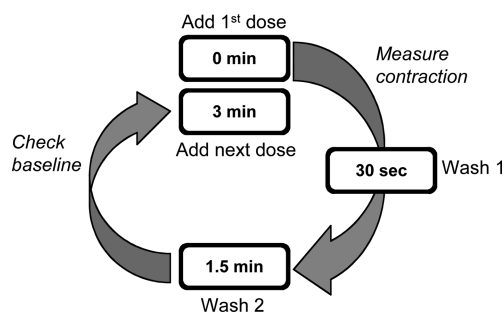 Add 1st dose
0 min
3 min
Add next dose
Measure
contraction
30 sec
Wash 1
1.5 min
Wash 2
Check
baseline